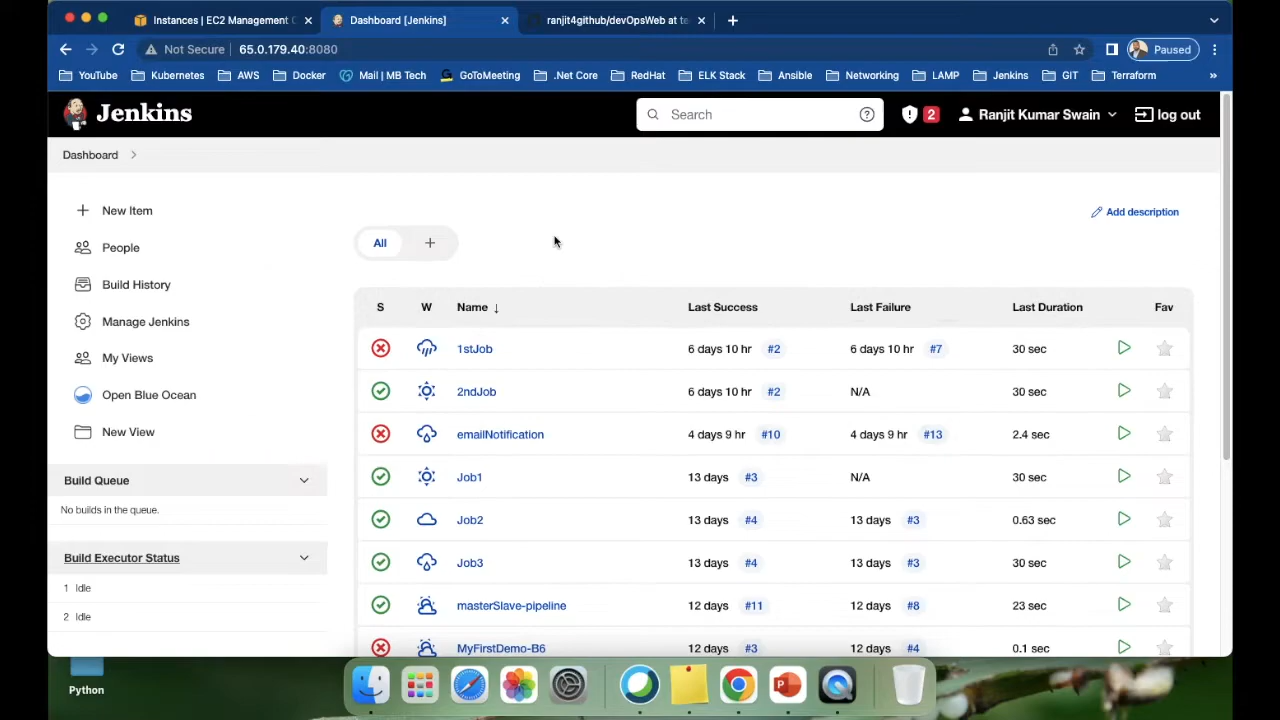 Instances | EC2 Management C
Dashboard [Jenkins]
ranjit4github/devOpsWeb at te
Not Secure
65.0.179.40:8080
Paused
YouTube
Kubernetes
AWS
Docker
Mail | MB Tech
GoToMeeting
.Net Core
RedHat
ELK Stack
Ansible
Networking
LAMP
Jenkins
GIT
Terraform
»
Jenkins
Search
2
Ranjit Kumar Swain
log out
Dashboard
New Item
People
Build History
Manage Jenkins
My Views
Open Blue Ocean
New View
Build Queue
No builds in the queue.
Build Executor Status
1 Idle
2 Idle
Add description
All
+
S W Name ↓ Last Success Last Failure Last Duration Fav
1stJob 6 days 10 hr #2 6 days 10 hr #7 30 sec
2ndJob 6 days 10 hr #2 N/A 30 sec
emailNotification 4 days 9 hr #10 4 days 9 hr #13 2.4 sec
Job1 13 days #3 N/A 30 sec
Job2 13 days #4 13 days #3 0.63 sec
Job3 13 days #4 13 days #3 30 sec
masterSlave-pipeline 12 days #11 12 days #8 23 sec
MyFirstDemo-B6 12 days #3 12 days #4 0.1 sec
Python